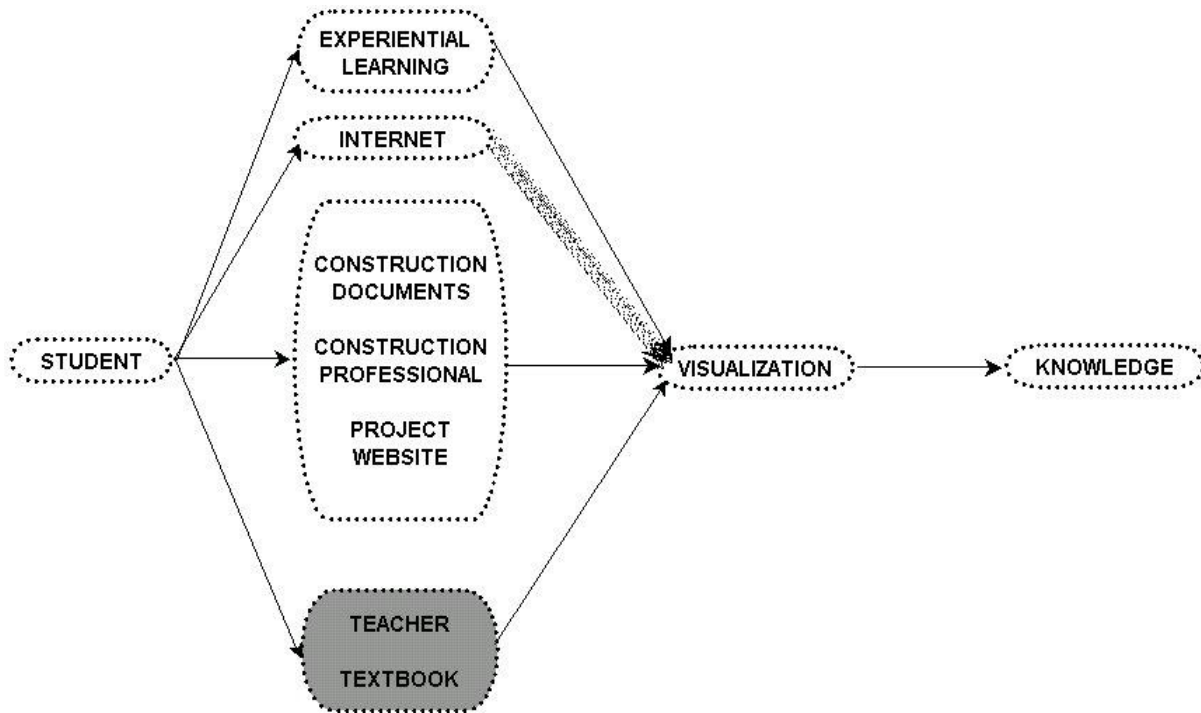 EXPERIENTIAL
LEARNING
INTERNET
CONSTRUCTION
DOCUMENTS
CONSTRUCTION
PROFESSIONAL
PROJECT
WEBSITE
STUDENT
VISUALIZATION
KNOWLEDGE
TEACHER
TEXTBOOK